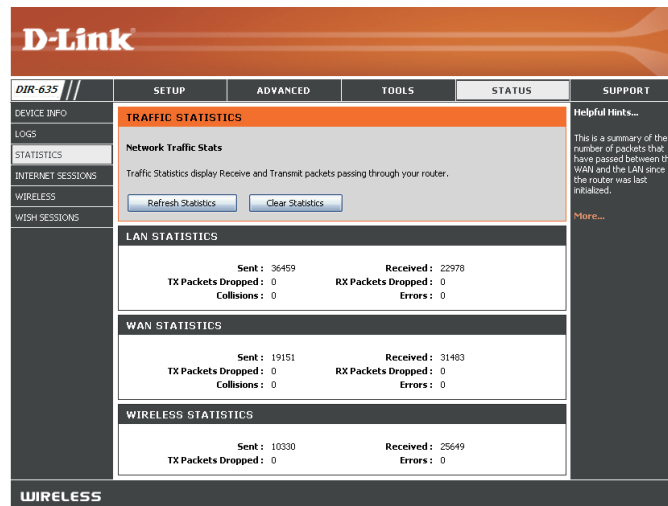 D-Link
DIR-635 // SETUP ADVANCED TOOLS STATUS SUPPORT
DEVICE INFO
LOGS
STATISTICS
INTERNET SESSIONS
WIRELESS
WISH SESSIONS
TRAFFIC STATISTICS
Network Traffic Stats
Traffic Statistics display Receive and Transmit packets passing through your router.
Refresh Statistics Clear Statistics
LAN STATISTICS
Sent : 36459 Received : 22978
TX Packets Dropped : 0 RX Packets Dropped : 0
Collisions : 0 Errors : 0
WAN STATISTICS
Sent : 19151 Received : 31483
TX Packets Dropped : 0 RX Packets Dropped : 0
Collisions : 0 Errors : 0
WIRELESS STATISTICS
Sent : 10330 Received : 25649
TX Packets Dropped : 0 Errors : 0
Helpful Hints...
This is a summary of the
number of packets that
have passed between th
WAN and the LAN since
the router was last
initialized.
More...
WIRELESS